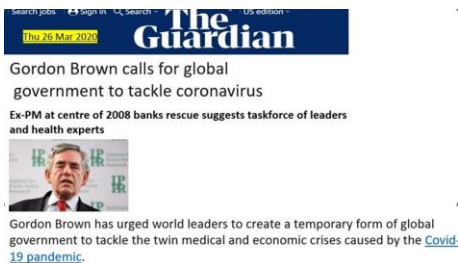 Search jobs Sign in Search US edition
The
Thu 26 Mar 2020
Guardian
Gordon Brown calls for global
government to tackle coronavirus
Ex-PM at centre of 2008 banks rescue suggests taskforce of leaders
and health experts
IPPR
Gordon Brown has urged world leaders to create a temporary form of global
government to tackle the twin medical and economic crises caused by the Covid-
19 pandemic.